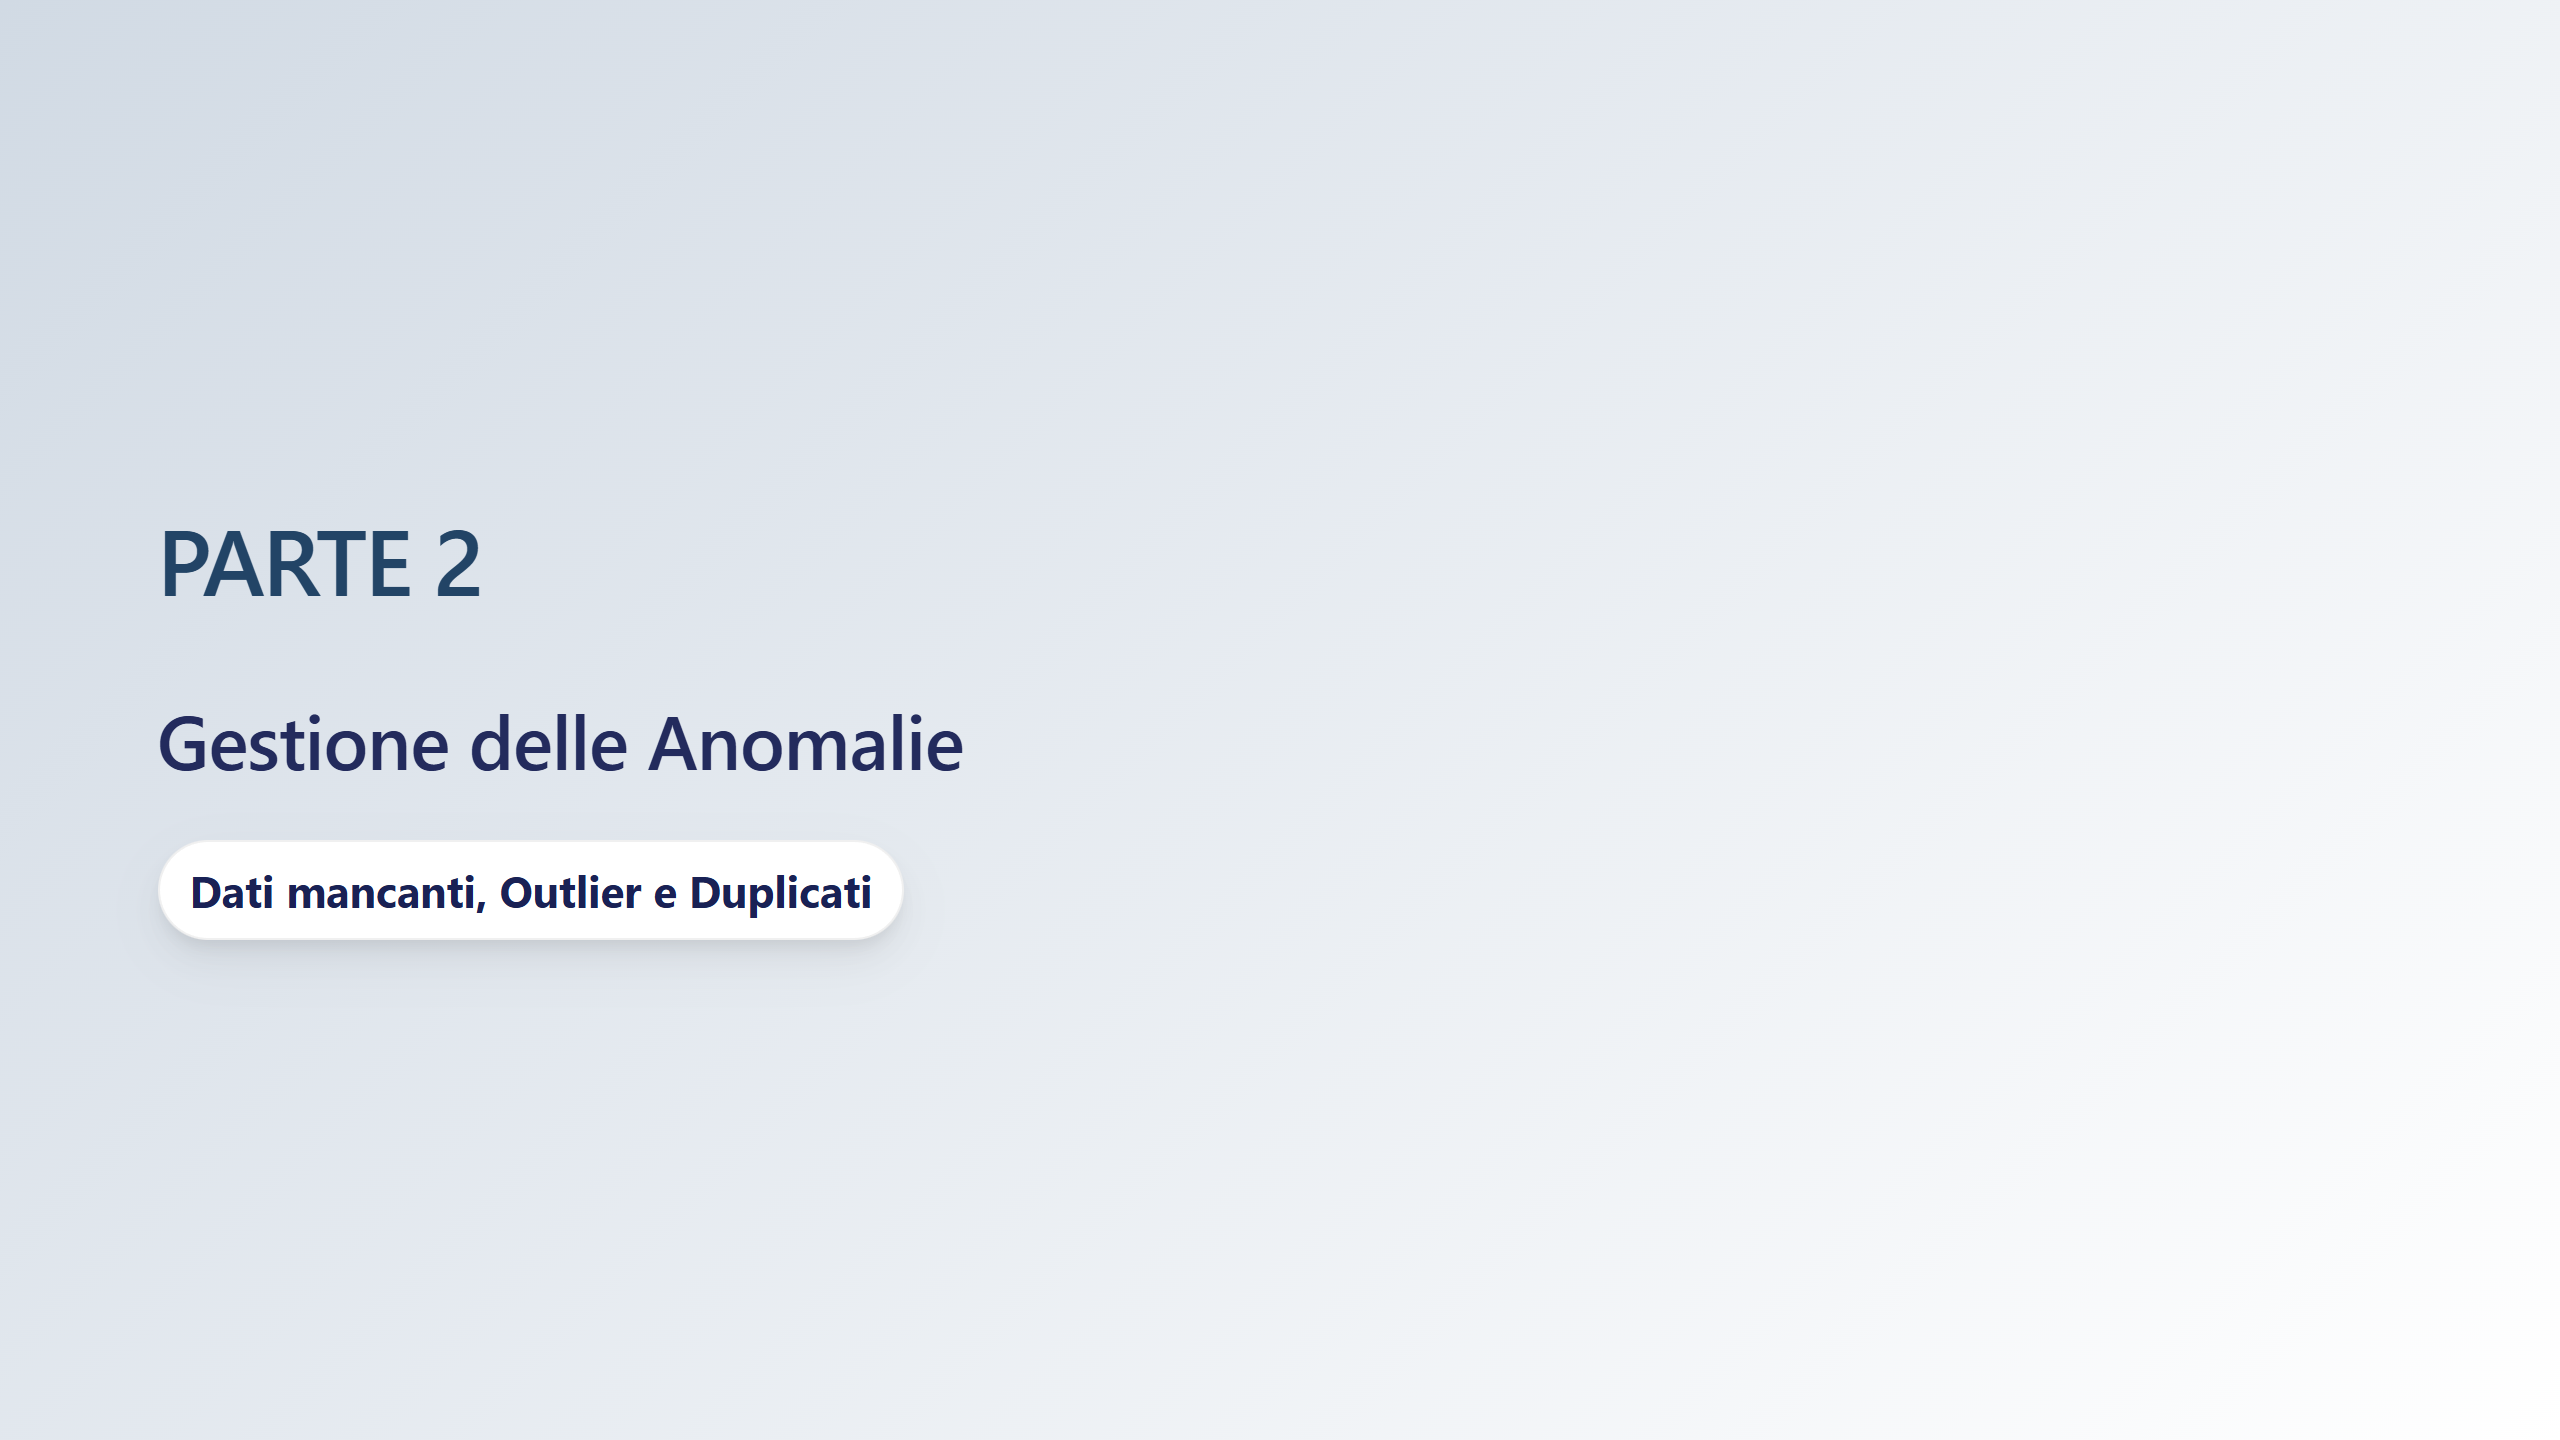 PARTE 2
Gestione delle Anomalie
Dati mancanti, Outlier e Duplicati